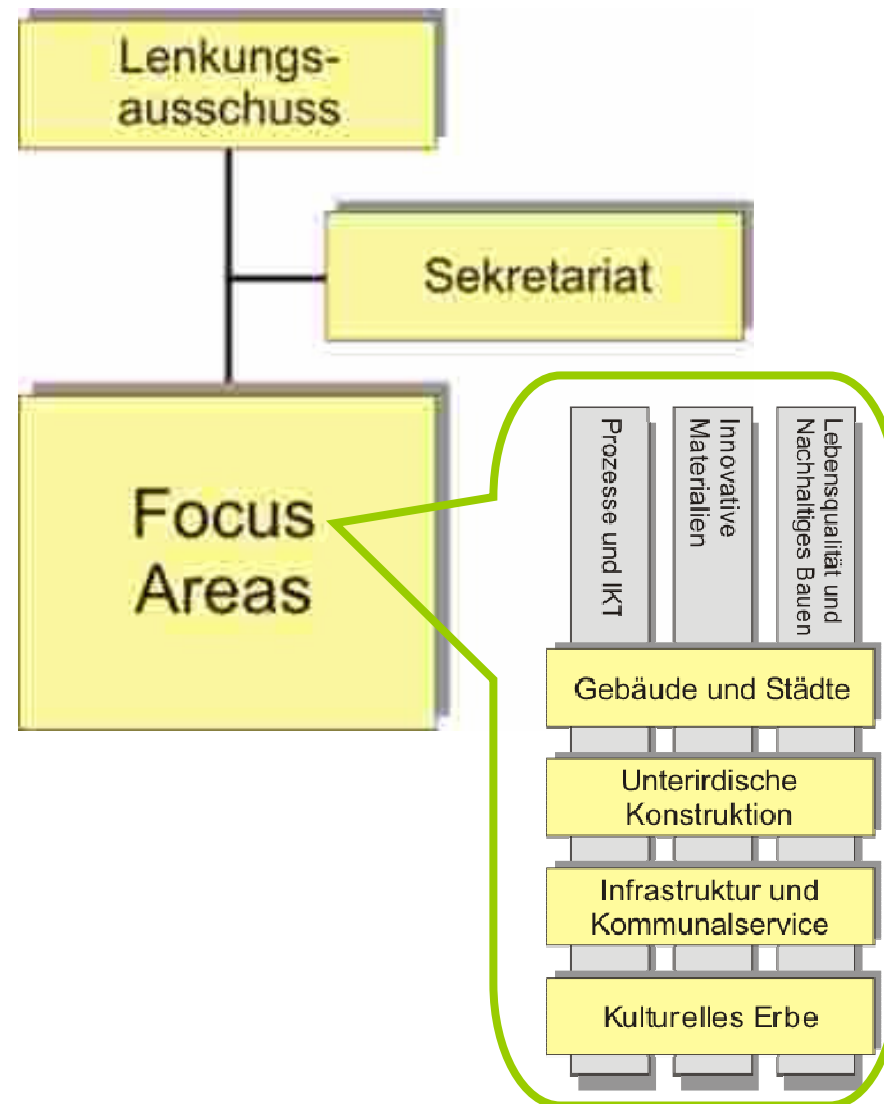 Lenkungs-
ausschuss
Sekretariat
Focus
Areas
Prozesse und IKT
Innovative
Materialien
Lebensqualität und
Nachhaltiges Bauen
Gebäude und Städte
Unterirdische
Konstruktion
Infrastruktur und
Kommunalservice
Kulturelles Erbe